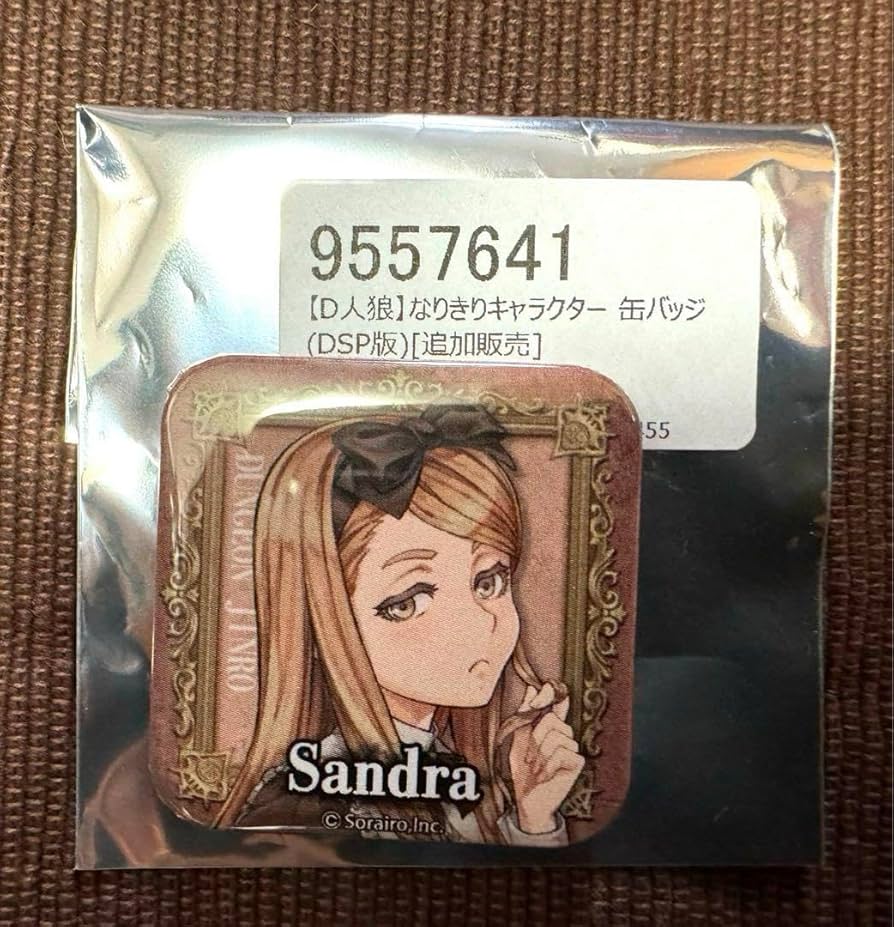 9557641
【D人狼】なりきりキャラクター 缶バッジ
(DSP版)[追加販売]
455
DUNGEON JINRO
Sandra
© Sorairo,Inc.